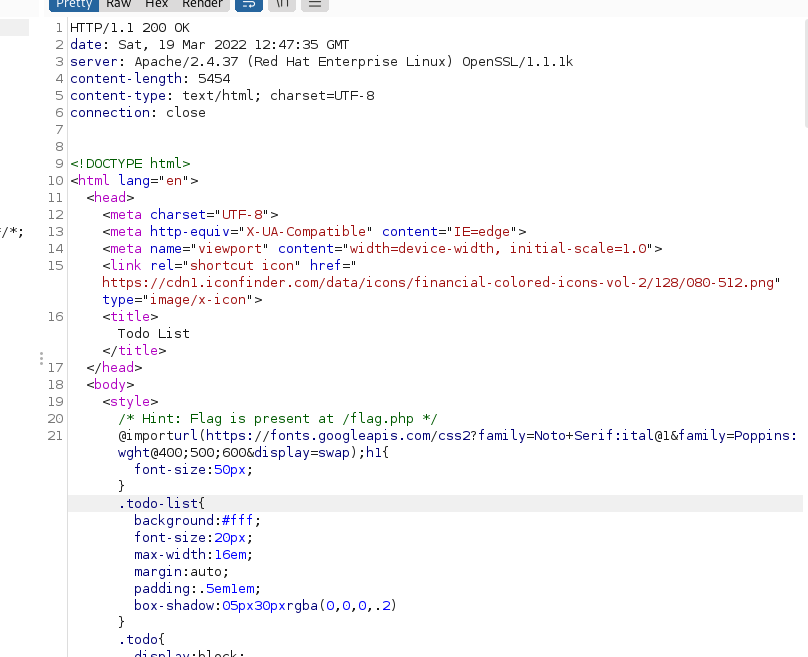 Pretty Raw Hex Render \n
1 HTTP/1.1 200 OK
2 date: Sat, 19 Mar 2022 12:47:35 GMT
3 server: Apache/2.4.37 (Red Hat Enterprise Linux) OpenSSL/1.1.1k
4 content-length: 5454
5 content-type: text/html; charset=UTF-8
6 connection: close
7
8
9 <!DOCTYPE html>
10 <html lang="en">
11 <head>
12 <meta charset="UTF-8">
/*; 13 <meta http-equiv="X-UA-Compatible" content="IE=edge">
14 <meta name="viewport" content="width=device-width, initial-scale=1.0">
15 <link rel="shortcut icon" href="
https://cdn1.iconfinder.com/data/icons/financial-colored-icons-vol-2/128/080-512.png"
type="image/x-icon">
16 <title>
Todo List
</title>
17 </head>
18 <body>
19 <style>
20 /* Hint: Flag is present at /flag.php */
21 @importurl(https://fonts.googleapis.com/css2?family=Noto+Serif:ital@1&family=Poppins:
wght@400;500;600&display=swap);h1{
font-size:50px;
}
.todo-list{
background:#fff;
font-size:20px;
max-width:16em;
margin:auto;
padding:.5em1em;
box-shadow:05px30pxrgba(0,0,0,.2)
}
.todo{
display:block;